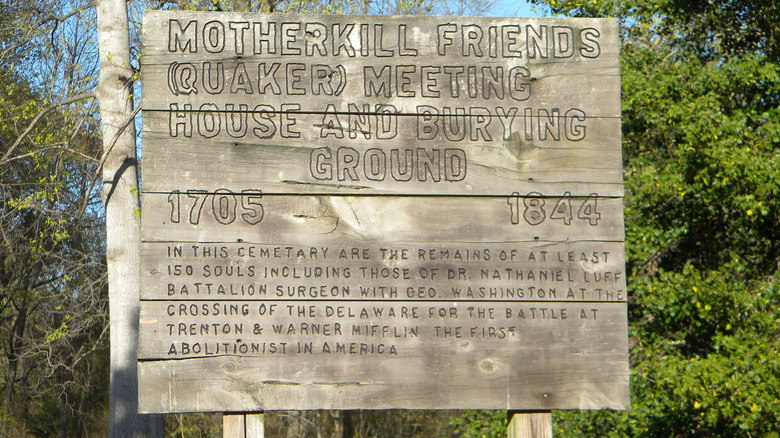 MOTHERKILL FRIENDS
(QUAKER) MEETING
HOUSE AND BURYING
GROUND
1705 1844
IN THIS CEMETARY ARE THE REMAINS OF AT LEAST
150 SOULS INCLUDING THOSE OF DR. NATHANIEL LUFF
BATTALION SURGEON WITH GEO. WASHINGTON AT THE
CROSSING OF THE DELAWARE FOR THE BATTLE AT
TRENTON & WARNER MIFFLIN THE FIRST
ABOLITIONIST IN AMERICA